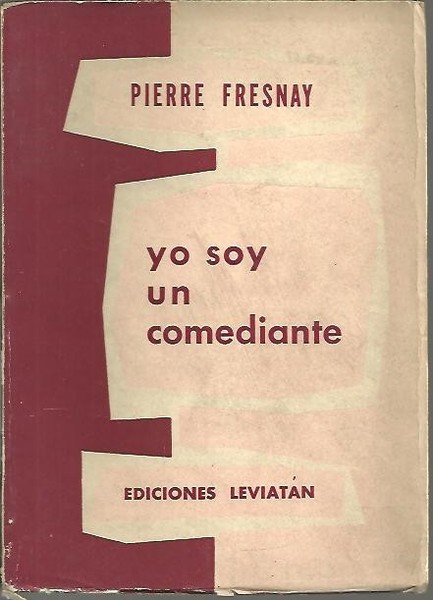 PIERRE FRESNAY
yo soy
un
comediante
EDICIONES LEVIATÁN